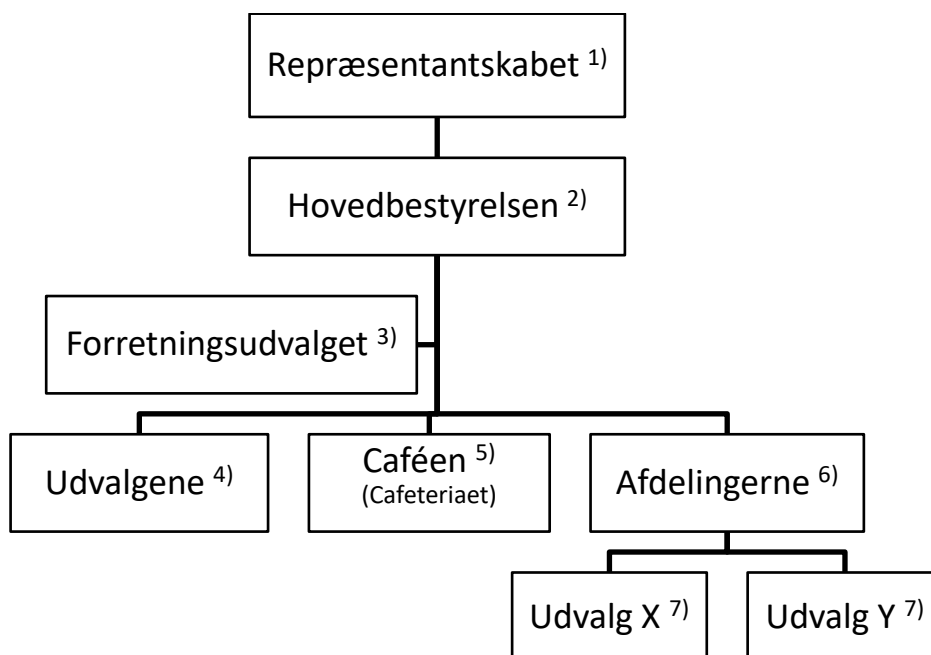 Repræsentantskabet 1)
Hovedbestyrelsen 2)
Forretningsudvalget 3)
Udvalgene 4)
Caféen 5)
(Cafeteriaet)
Afdelingerne 6)
Udvalg X 7)
Udvalg Y 7)